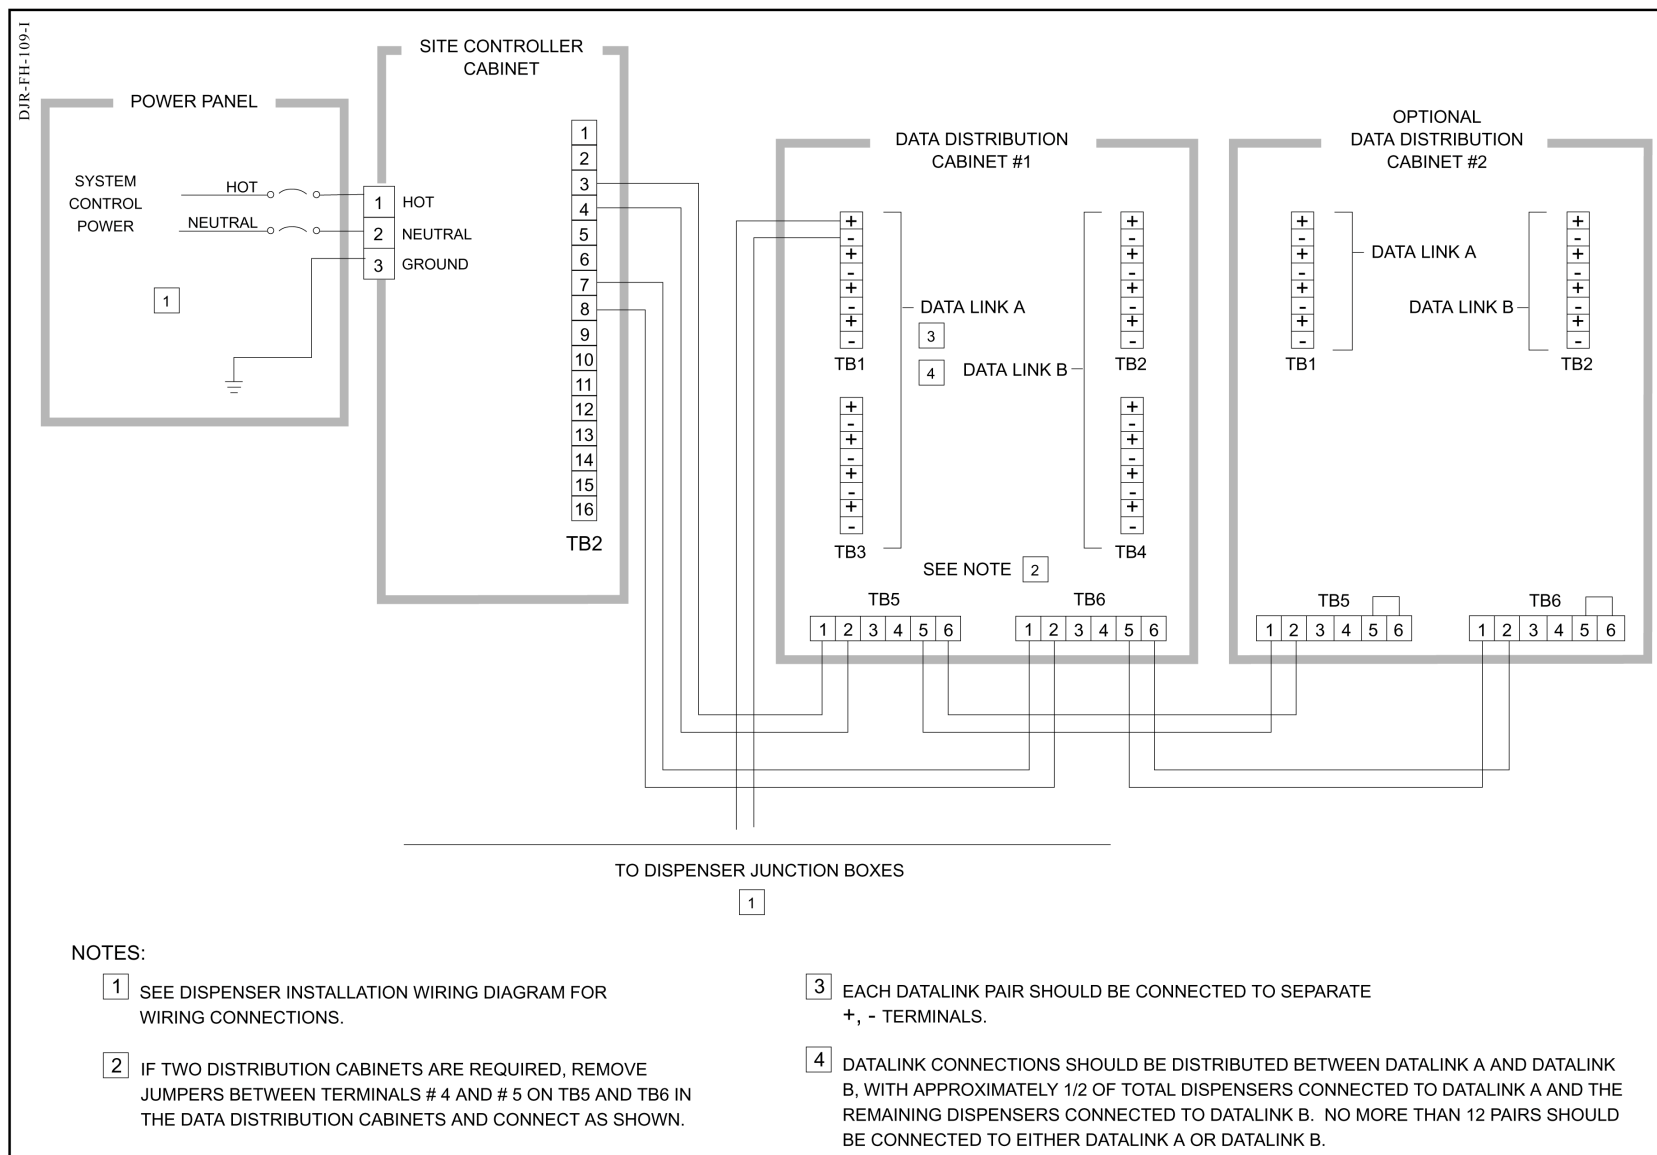 DJR-FH-109-I
SITE CONTROLLER
CABINET
POWER PANEL
SYSTEM
CONTROL
POWER
HOT
NEUTRAL
1
1
2
3
HOT
NEUTRAL
GROUND
1
2
3
4
5
6
7
8
9
10
11
12
13
14
15
16
TB2
DATA DISTRIBUTION
CABINET #1
+
-
+
-
+
-
+
-
TB1
DATA LINK A
3
4
DATA LINK B
+
-
+
-
+
-
+
-
TB2
+
-
+
-
+
-
+
-
TB3
+
-
+
-
+
-
+
-
TB4
SEE NOTE 2
TB5
1 2 3 4 5 6
TB6
1 2 3 4 5 6
OPTIONAL
DATA DISTRIBUTION
CABINET #2
+
-
+
-
+
-
+
-
TB1
DATA LINK A
DATA LINK B
+
-
+
-
+
-
+
-
TB2
TB5
1 2 3 4 5 6
TB6
1 2 3 4 5 6
TO DISPENSER JUNCTION BOXES
1
NOTES:
1 SEE DISPENSER INSTALLATION WIRING DIAGRAM FOR
WIRING CONNECTIONS.
2 IF TWO DISTRIBUTION CABINETS ARE REQUIRED, REMOVE
JUMPERS BETWEEN TERMINALS # 4 AND # 5 ON TB5 AND TB6 IN
THE DATA DISTRIBUTION CABINETS AND CONNECT AS SHOWN.
3 EACH DATALINK PAIR SHOULD BE CONNECTED TO SEPARATE
+, - TERMINALS.
4 DATALINK CONNECTIONS SHOULD BE DISTRIBUTED BETWEEN DATALINK A AND DATALINK
B, WITH APPROXIMATELY 1/2 OF TOTAL DISPENSERS CONNECTED TO DATALINK A AND THE
REMAINING DISPENSERS CONNECTED TO DATALINK B. NO MORE THAN 12 PAIRS SHOULD
BE CONNECTED TO EITHER DATALINK A OR DATALINK B.